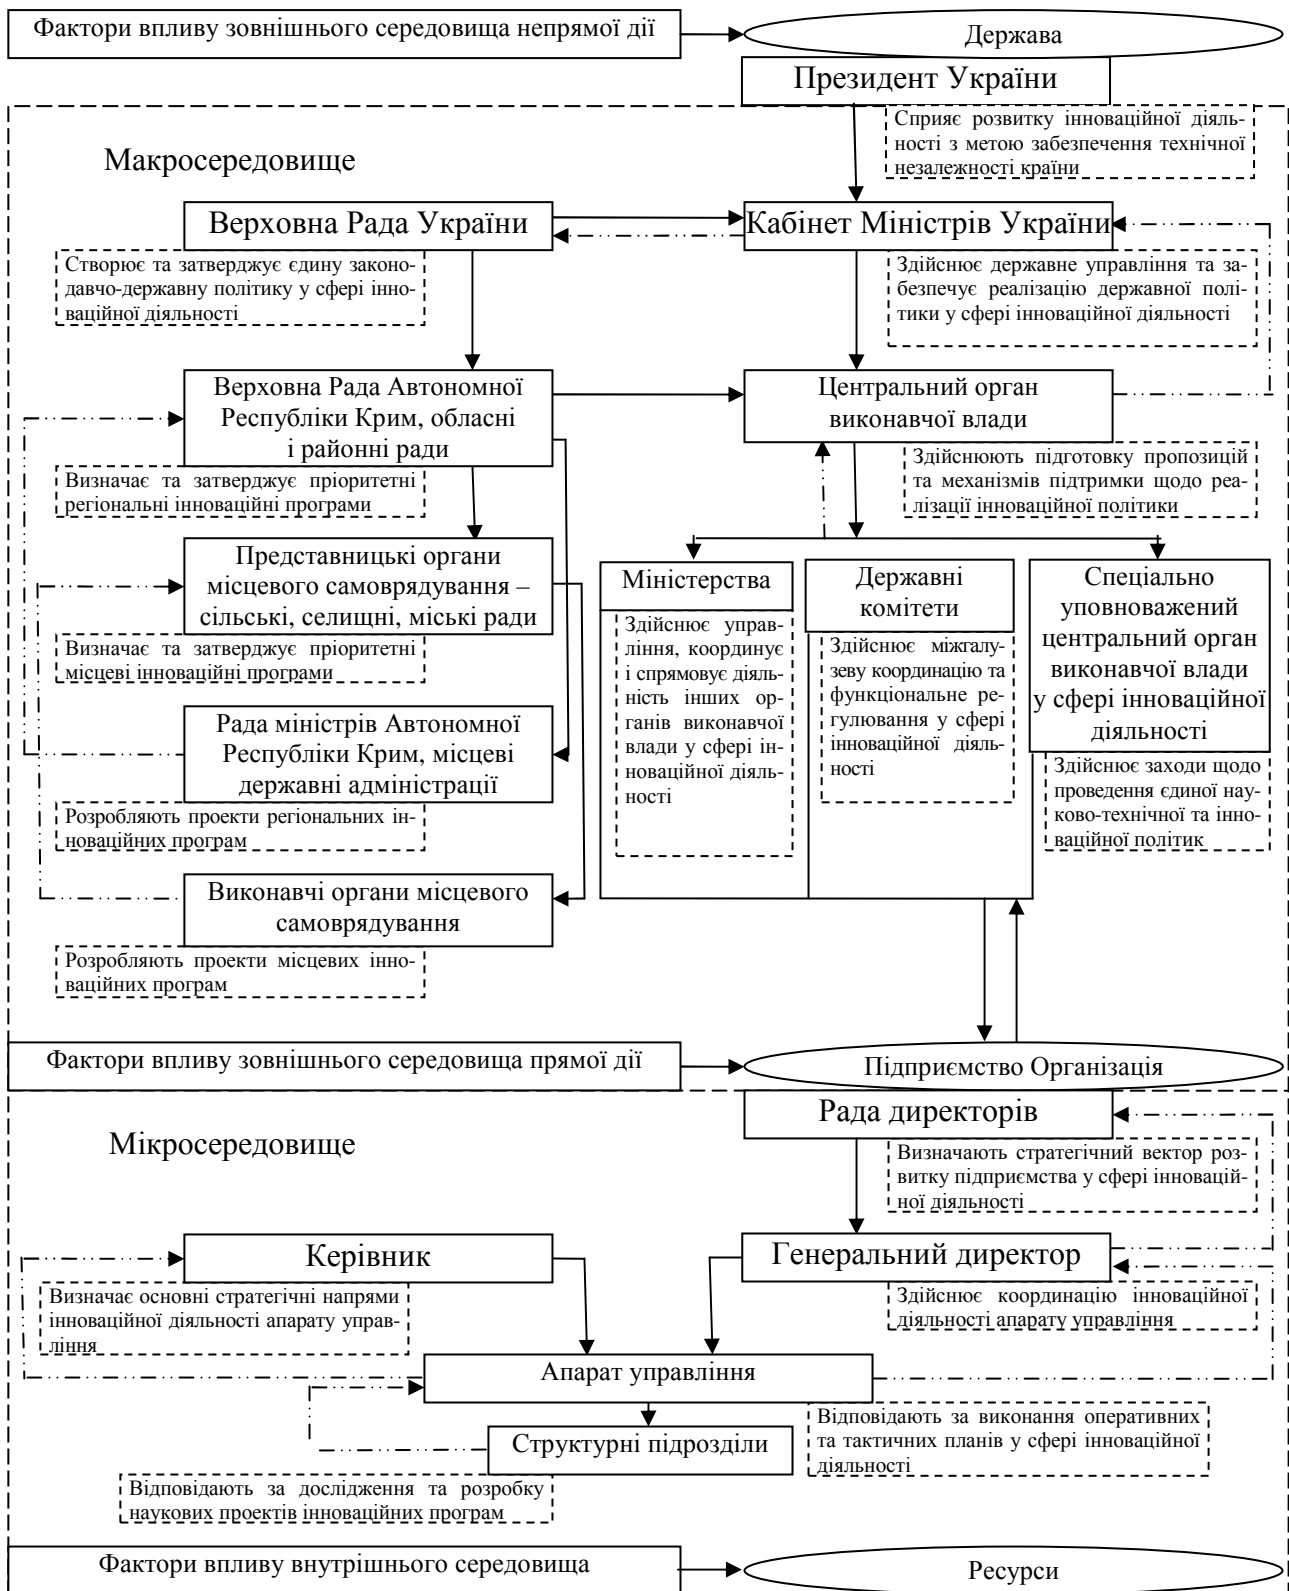 Фактори впливу зовнішнього середовища непрямої дії
Держава
Президент України
Сприяє розвитку інноваційної діяль-
ності з метою забезпечення технічної
незалежності країни
Макросередовище
Верховна Рада України
Кабінет Міністрів України
Створює та затверджує єдину законо-
давчо-державну політику у сфері інно-
ваційної діяльності
Здійснює державне управління та за-
безпечує реалізацію державної полі-
тики у сфері інноваційної діяльності
Верховна Рада Автономної
Республіки Крим, обласні
і районні ради
Центральний орган
виконавчої влади
Визначає та затверджує пріоритетні
регіональні інноваційні програми
Здійснюють підготовку пропозицій
та механізмів підтримки щодо реа-
лізації інноваційної політики
Представницькі органи
місцевого самоврядування –
сільські, селищні, міські ради
Визначає та затверджує пріоритетні
місцеві інноваційні програми
Міністерства
Здійснює управ-
ління, координує
і спрямовує діяль-
ність інших ор-
ганів виконавчої
влади у сфері ін-
новаційної діяль-
ності
Державні
комітети
Здійснює міжгалу-
зеву координацію та
функціональне ре-
гулювання у сфері
інноваційної діяль-
ності
Спеціально
уповноважений
центральний орган
виконавчої влади
у сфері інноваційної
діяльності
Здійснює заходи щодо
проведення єдиної нау-
ково-технічної та інно-
ваційної політик
Рада міністрів Автономної
Республіки Крим, місцеві
державні адміністрації
Розробляють проекти регіональних ін-
новаційних програм
Виконавчі органи місцевого
самоврядування
Розробляють проекти місцевих інно-
ваційних програм
Фактори впливу зовнішнього середовища прямої дії
Підприємство Організація
Рада директорів
Мікросередовище
Визначають стратегічний вектор роз-
витку підприємства у сфері інновацій-
ної діяльності
Керівник
Генеральний директор
Визначає основні стратегічні напрями
інноваційної діяльності апарату управ-
ління
Здійснює координацію інноваційної
діяльності апарату управління
Апарат управління
Відповідають за виконання оперативних
та тактичних планів у сфері інноваційної
діяльності
Структурні підрозділи
Відповідають за дослідження та розробку
наукових проектів інноваційних програм
Фактори впливу внутрішнього середовища
Ресурси